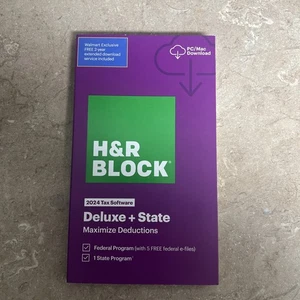 Walmart Exclusive
FREE 3-year
extended download
service included
PC/Mac
Download
H&R
BLOCK
2024 Tax Software
Deluxe + State
Maximize Deductions
Federal Program (with 5 FREE federal e-files)
1 State Program